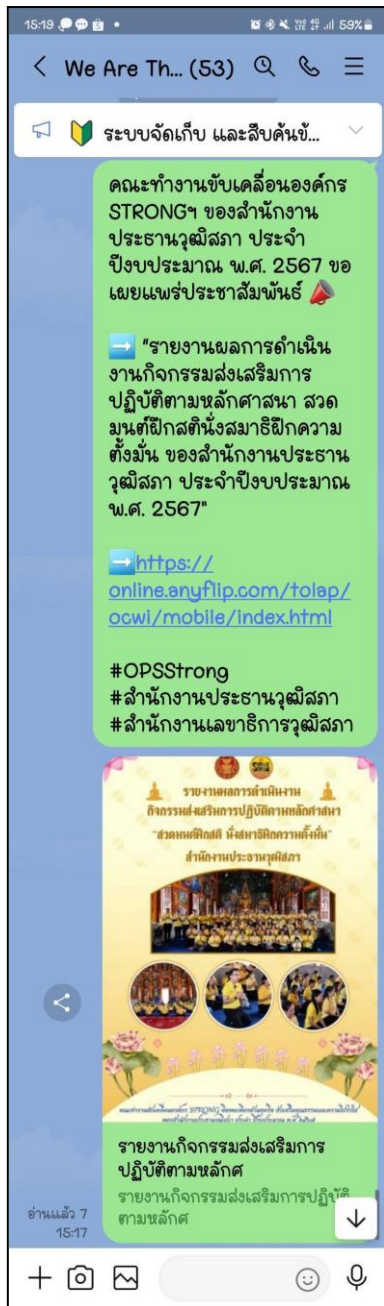 15:19
59%
We Are Th... (53)
ระบบจัดเก็บ และสืบค้นข้...
คณะทำงานขับเคลื่อนองค์กร
STRONGฯ ของสำนักงาน
ประธานวุฒิสภา ประจำ
ปีงบประมาณ พ.ศ. 2567 ขอ
เผยแพร่ประชาสัมพันธ์
"รายงานผลการดำเนิน
งานกิจกรรมส่งเสริมการ
ปฏิบัติตามหลักศาสนา สวด
มนต์ฝึกสตินั่งสมาธิฝึกความ
ตั้งมั่น ของสำนักงานประธาน
วุฒิสภา ประจำปีงบประมาณ
พ.ศ. 2567"
https://
online.anyflip.com/tolap/
ocwi/mobile/index.html
#OPSStrong
#สำนักงานประธานวุฒิสภา
#สำนักงานเลขาธิการวุฒิสภา
รายงานผลการดำเนินงาน
กิจกรรมส่งเสริมการปฏิบัติตามหลักศาสนา
"สวดมนต์ฝึกสติ นั่งสมาธิฝึกความตั้งมั่น"
สำนักงานประธานวุฒิสภา
รายงานกิจกรรมส่งเสริมการ
ปฏิบัติตามหลักศ
รายงานกิจกรรมส่งเสริมการปฏิบัติ
ตามหลักศ
อ่านแล้ว 7
15:17